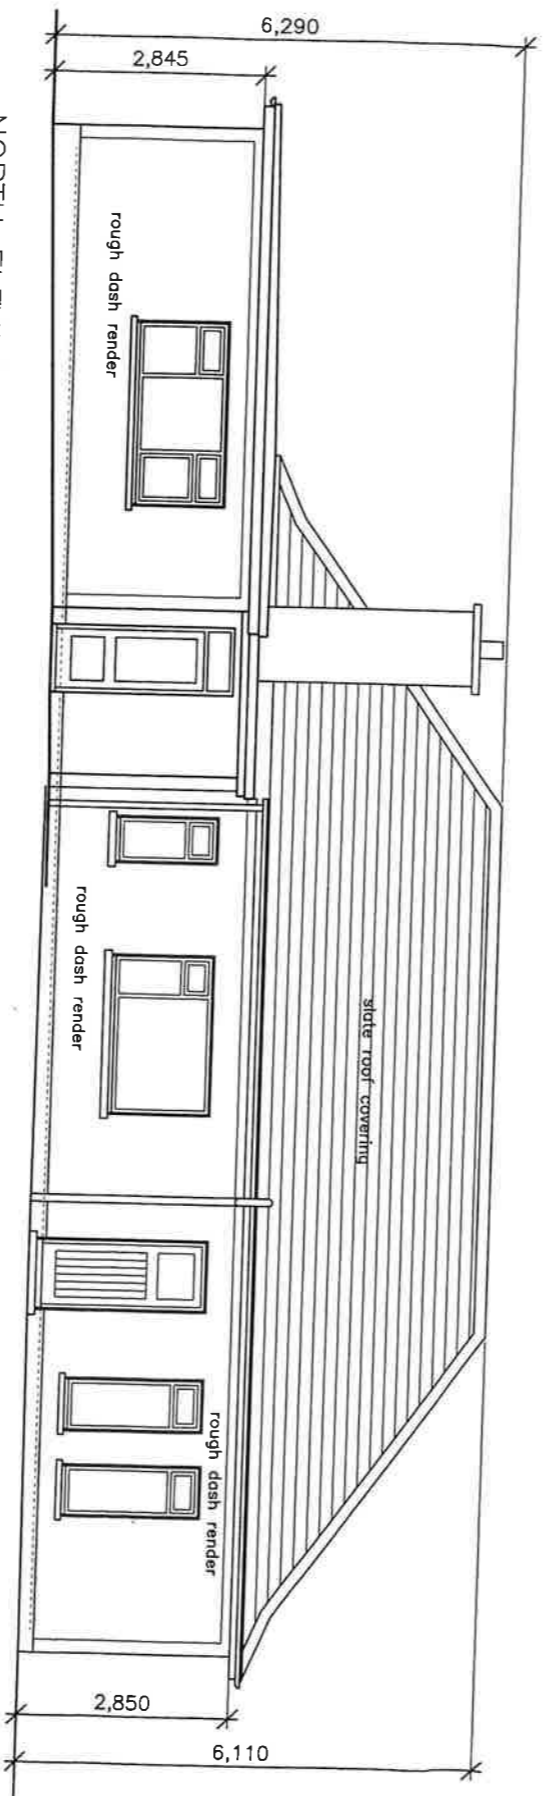 6,290
2,845
rough dash render
rough dash render
slate roof covering
rough dash render
2,850
6,110
NORTH